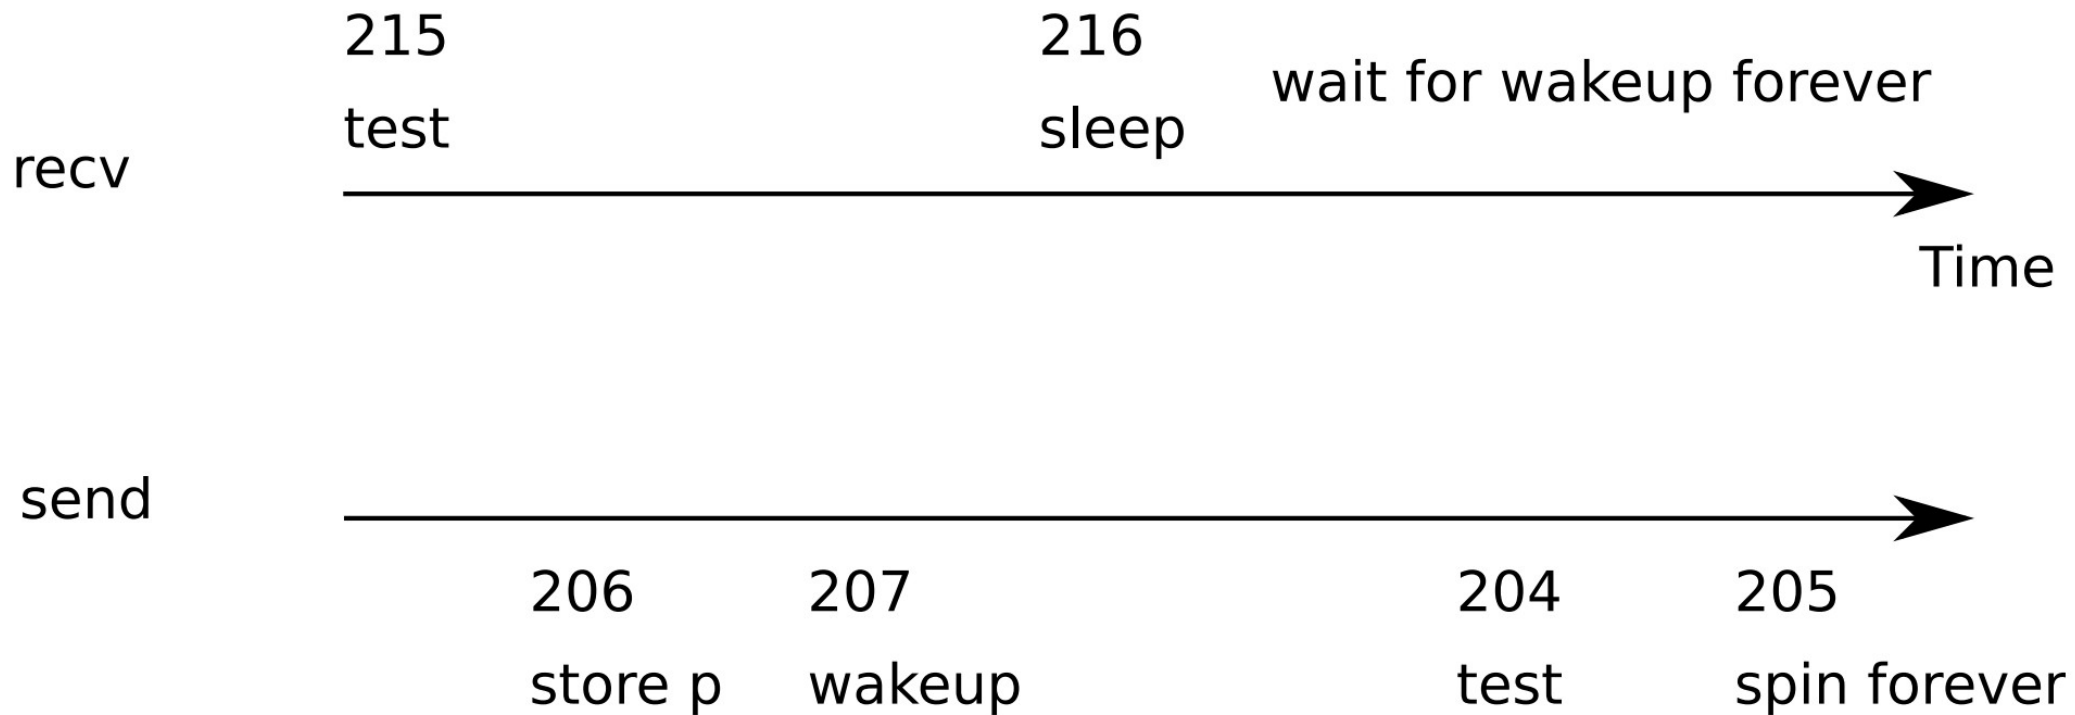 215
216
wait for wakeup forever
test
sleep
recv
Time
send
206
207
204
205
store p
wakeup
test
spin forever